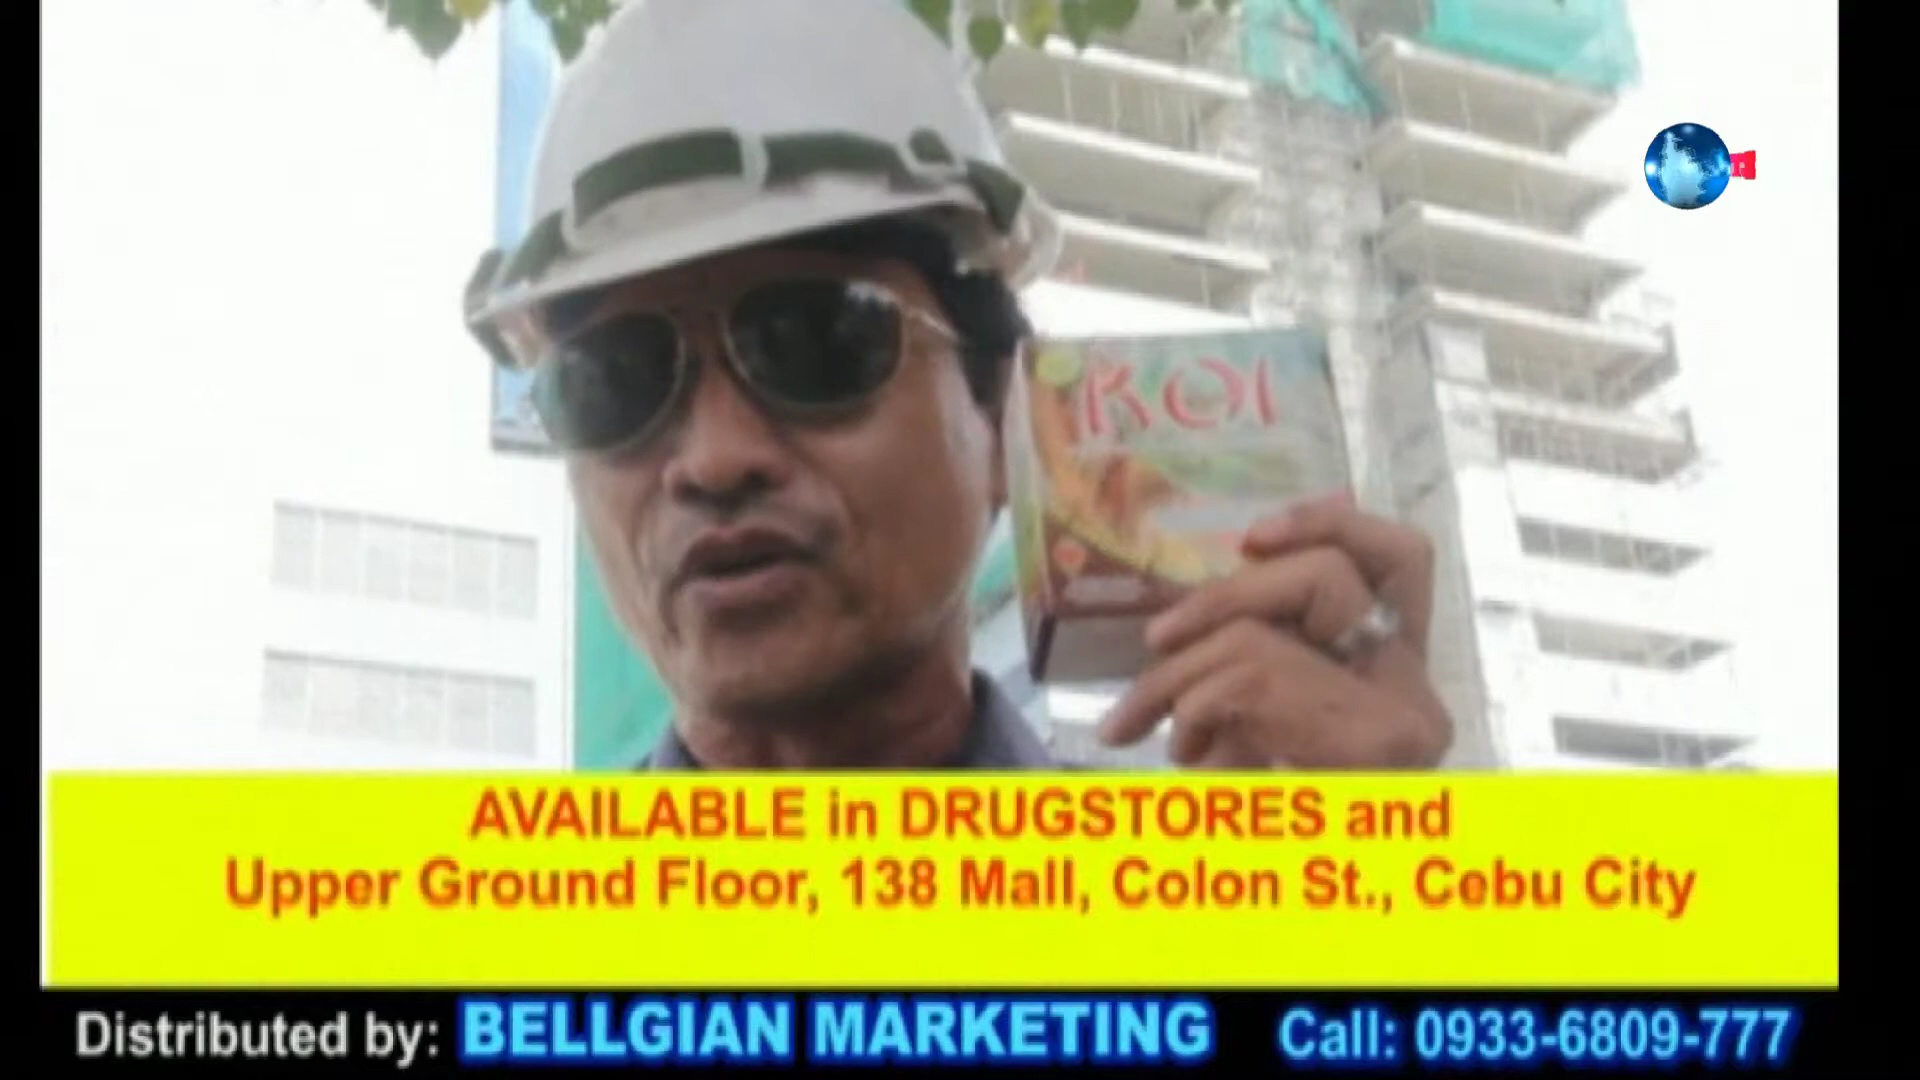 KOI
AVAILABLE in DRUGSTORES and
Upper Ground Floor, 138 Mall, Colon St., Cebu City
Distributed by: BELLGIAN MARKETING Call: 0933-6809-777